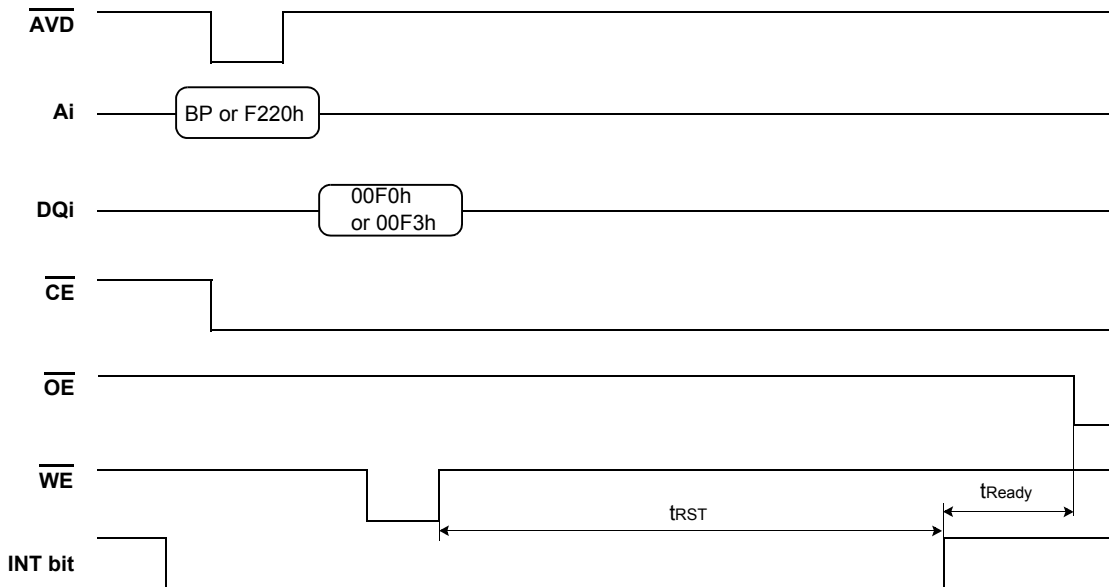 AVD
Ai
BP or F220h
DQi
00F0h
or 00F3h
CE
OE
WE
tRST
tReady
INT bit